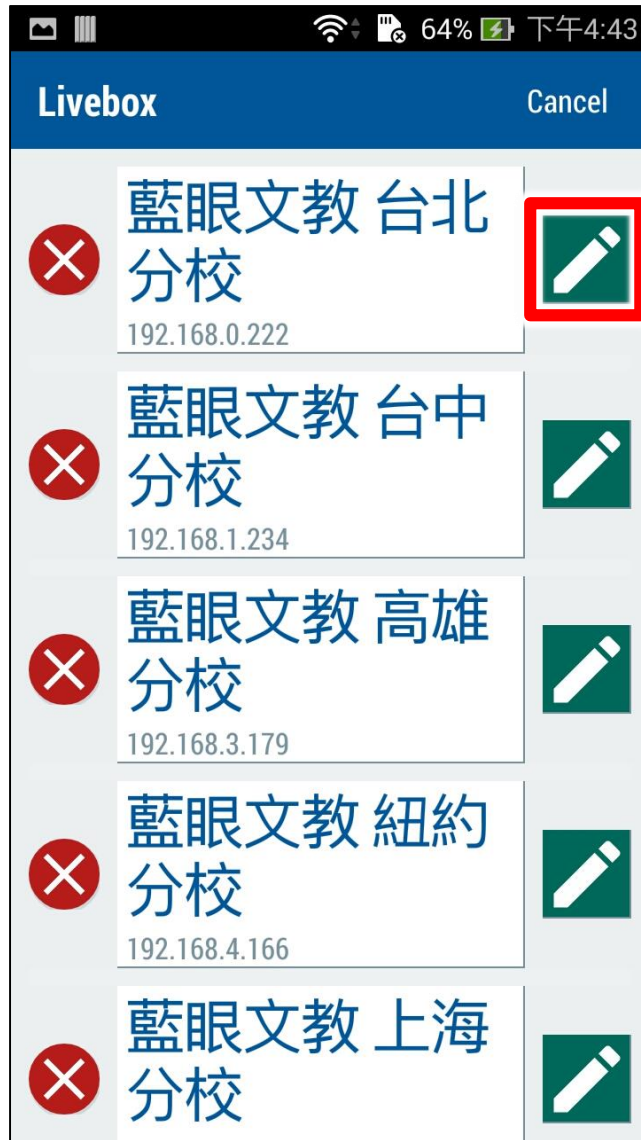 64% 下午4:43
Livebox Cancel
藍眼文教 台北
分校
192.168.0.222
藍眼文教 台中
分校
192.168.1.234
藍眼文教 高雄
分校
192.168.3.179
藍眼文教 紐約
分校
192.168.4.166
藍眼文教 上海
分校